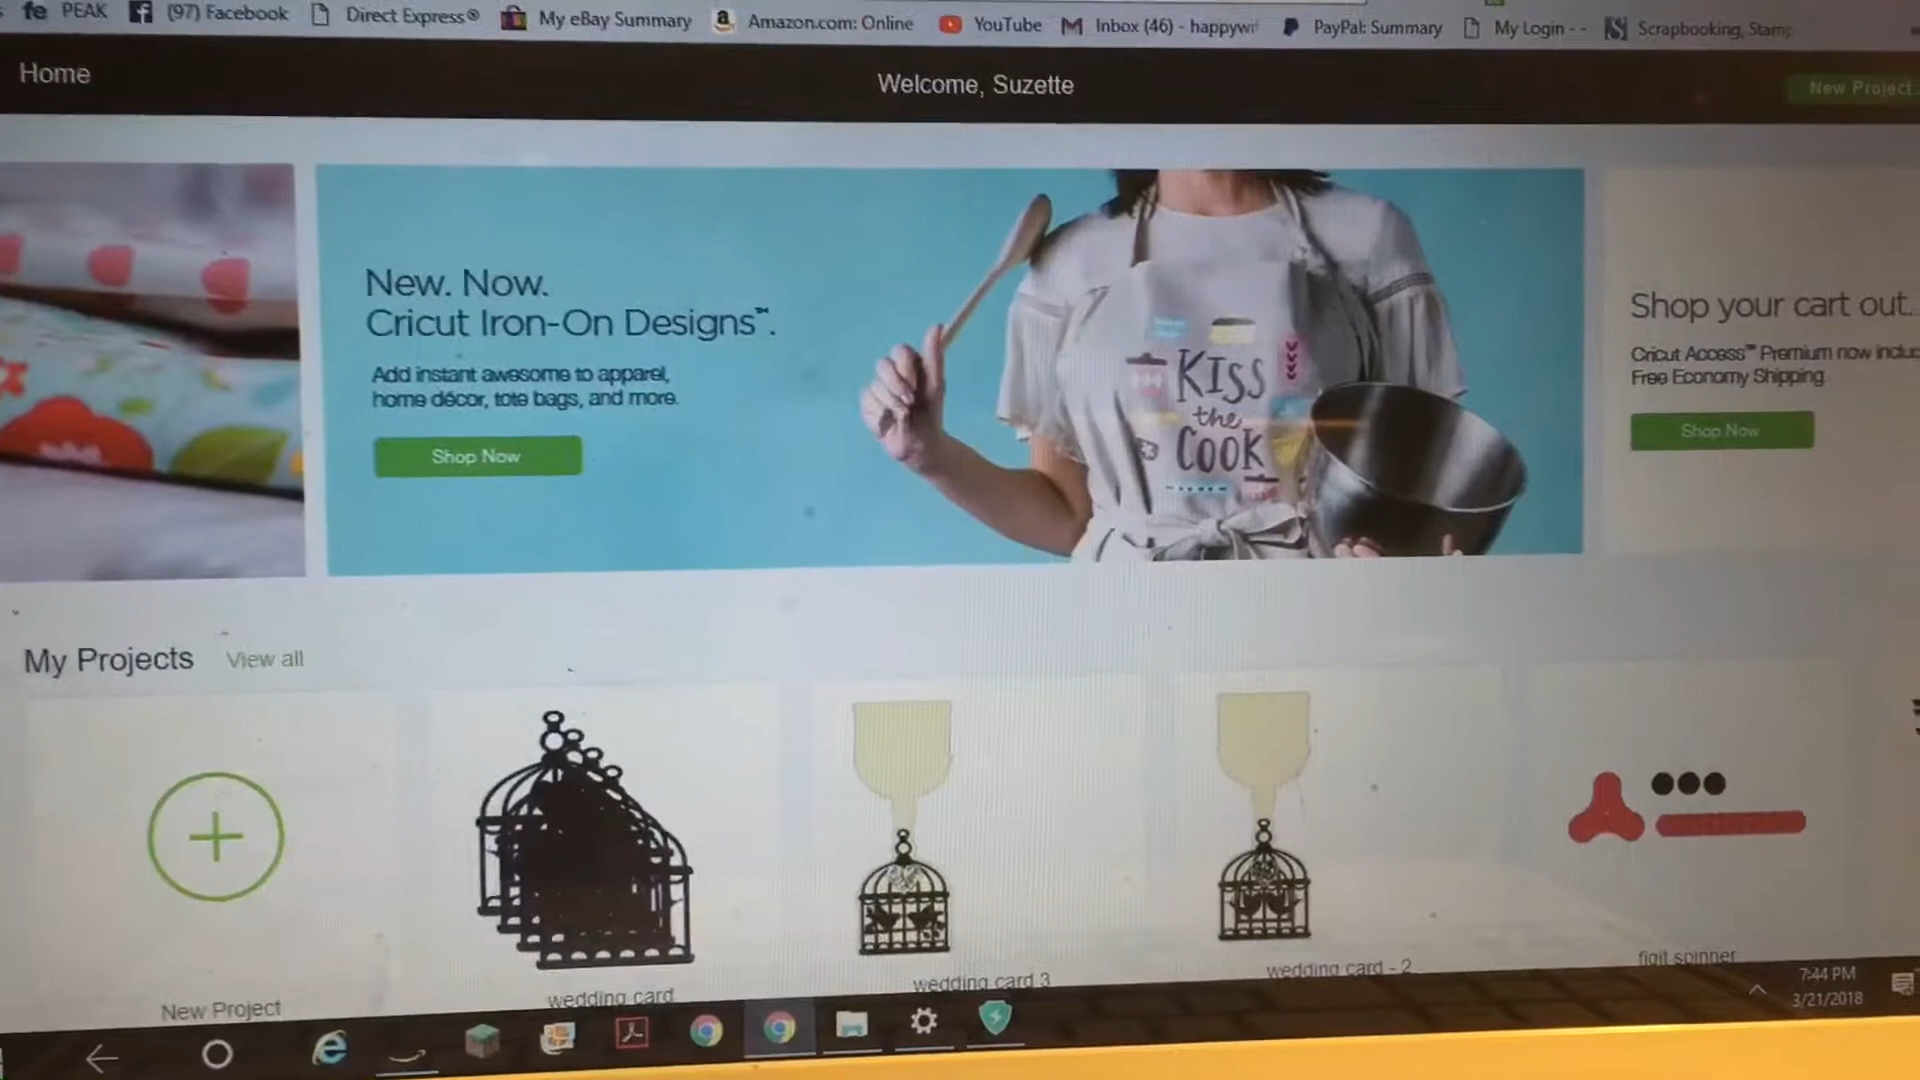 PEAK
(97) Facebook
Direct Express®
My eBay Summary
Amazon.com: Online
YouTube
Inbox (46) - happywif
PayPal: Summary
My Login - -
Scrapbooking, Stamp
Home
Welcome, Suzette
New Project
New. Now.
Cricut Iron-On Designs™.
Add instant awesome to apparel,
home décor, tote bags, and more.
Shop Now
KISS
the
COOK
Shop your cart out.
Cricut Access™ Premium now includ
Free Economy Shipping
Shop Now
My Projects
View all
New Project
wedding card
wedding card 3
wedding card - 2
figit spinner
7:44 PM
3/21/2018